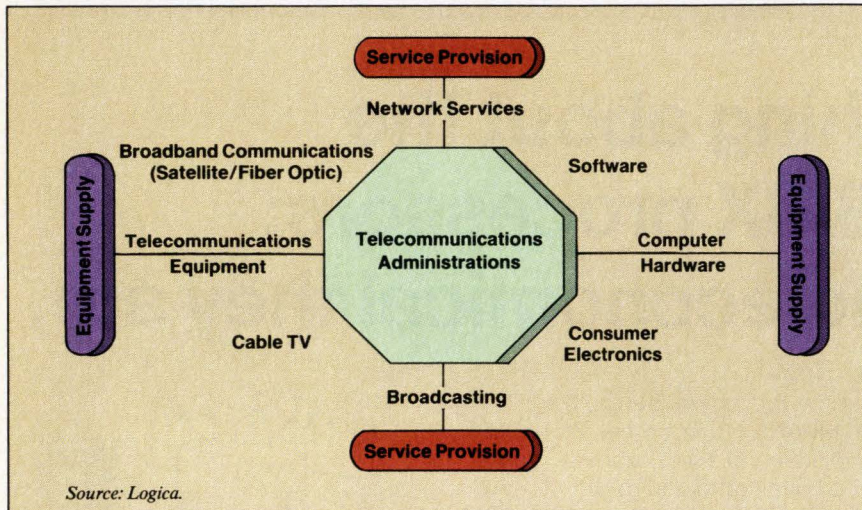 Service Provision
Network Services
Broadband Communications
(Satellite/Fiber Optic)
Software
Equipment Supply
Telecommunications
Equipment
Telecommunications
Administrations
Computer
Hardware
Equipment Supply
Cable TV
Consumer
Electronics
Broadcasting
Service Provision
Source: Logica.